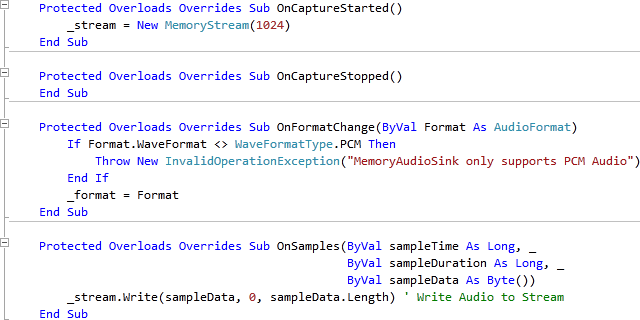 Protected Overloads Overrides Sub OnCaptureStarted()
_stream = New MemoryStream(1024)
End Sub
Protected Overloads Overrides Sub OnCaptureStopped()
End Sub
Protected Overloads Overrides Sub OnFormatChange(ByVal Format As AudioFormat)
If Format.WaveFormat <> WaveFormatType.PCM Then
Throw New InvalidOperationException("MemoryAudioSink only supports PCM Audio")
End If
_format = Format
End Sub
Protected Overloads Overrides Sub OnSamples(ByVal sampleTime As Long, _
ByVal sampleDuration As Long, _
ByVal sampleData As Byte())
_stream.Write(sampleData, 0, sampleData.Length) ' Write Audio to Stream
End Sub